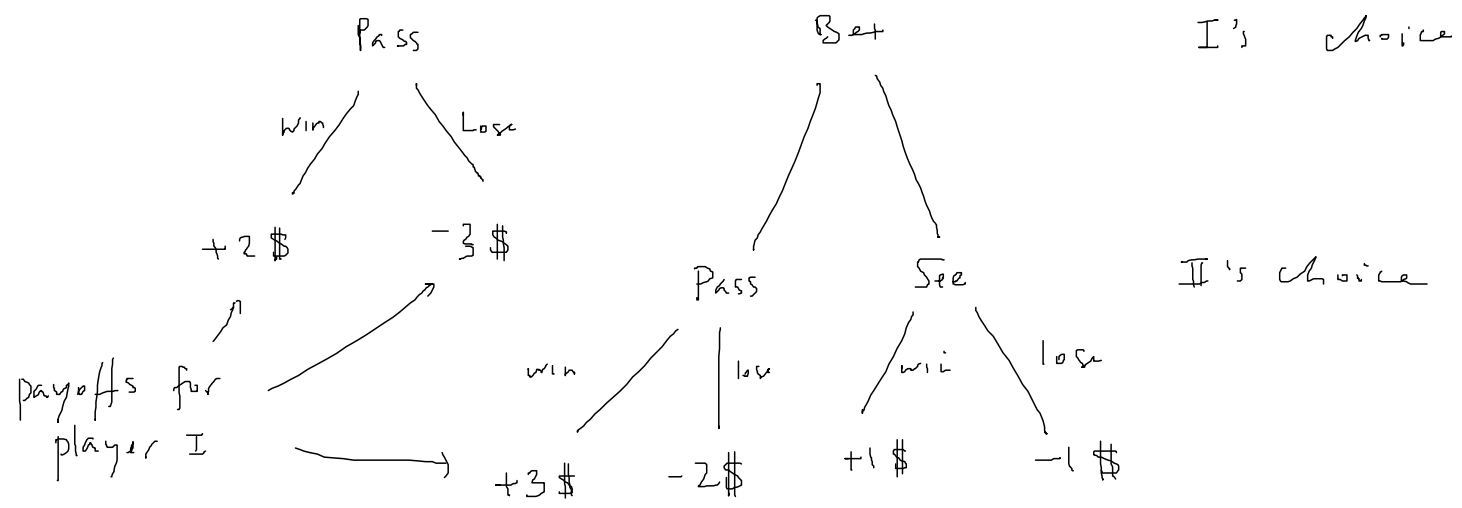 Pass Bet I's choice
win Lose
+2$ -3$
Pass See II's choice
payoffs for
player I
win lose win lose
+3$ -2$ +1$ -1$